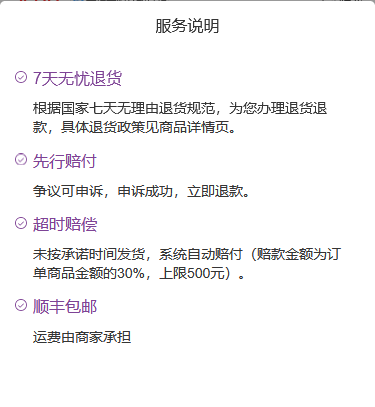 服务说明
7天无忧退货
根据国家七天无理由退货规范，为您办理退货退
款，具体退货政策见商品详情页。
先行赔付
争议可申诉，申诉成功，立即退款。
超时赔偿
未按承诺时间发货，系统自动赔付（赔款金额为订
单商品金额的30%，上限500元）。
顺丰包邮
运费由商家承担